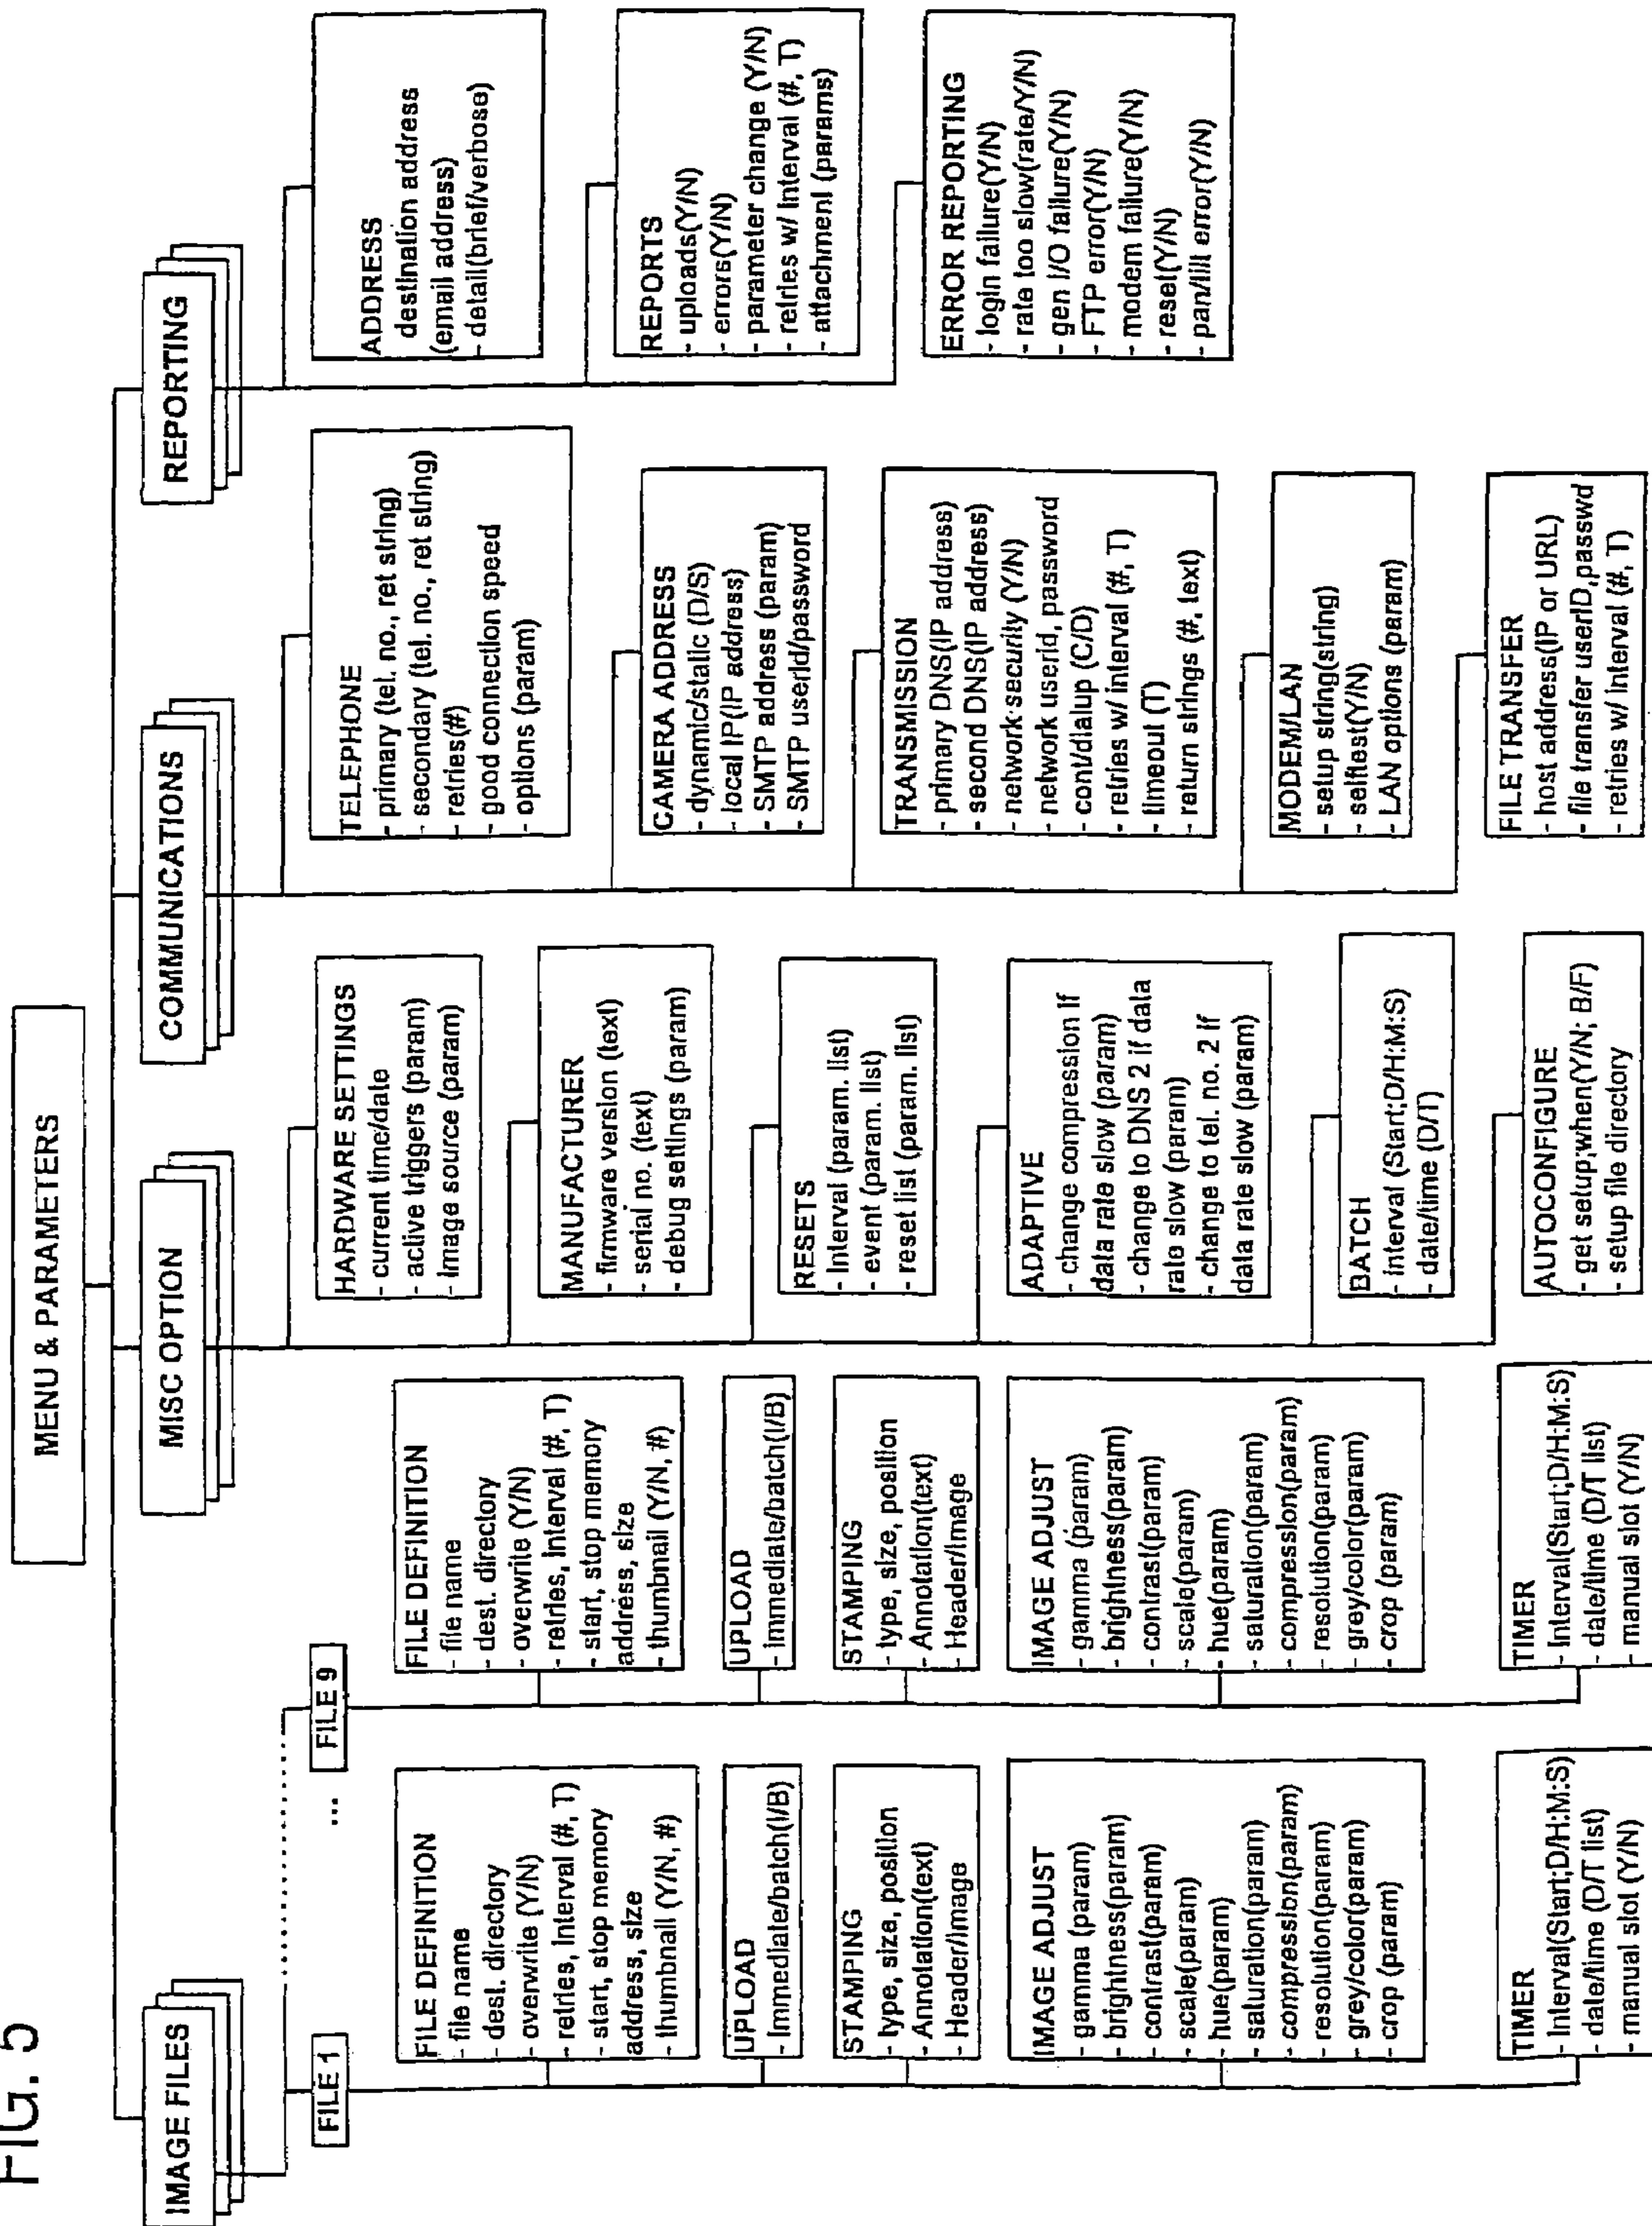 FIG. 5
MENU & PARAMETERS
IMAGE FILES
MISC OPTION
COMMUNICATIONS
REPORTING
FILE 1
...
FILE 9
FILE DEFINITION
- file name
- dest. directory
- overwrite (Y/N)
- retries, Interval (#, T)
- start, stop memory
address, size
- thumbnail (Y/N, #)
UPLOAD
- Immediate/batch(I/B)
STAMPING
- type, size, position
- Annotation(text)
- Header/Image
IMAGE ADJUST
- gamma (param)
- brightness(param)
- contrast(param)
- scale(param)
- hue(param)
- saturation(param)
- compression(param)
- resolution(param)
- grey/color(param)
- crop (param)
TIMER
- Interval(Start;D/H:M:S)
- date/time (D/T list)
- manual slot (Y/N)
FILE DEFINITION
- file name
- dest. directory
- overwrite (Y/N)
- retries, Interval (#, T)
- start, stop memory
address, size
- thumbnail (Y/N, #)
UPLOAD
- Immediate/batch(I/B)
STAMPING
- type, size, position
- Annotation(text)
- Header/Image
IMAGE ADJUST
- gamma (param)
- brightness(param)
- contrast(param)
- scale(param)
- hue(param)
- saturation(param)
- compression(param)
- resolution(param)
- grey/color(param)
- crop (param)
TIMER
- Interval(Start;D/H:M:S)
- date/time (D/T list)
- manual slot (Y/N)
HARDWARE SETTINGS
- current time/date
- active triggers (param)
- Image source (param)
MANUFACTURER
- firmware version (text)
- serial no. (text)
- debug settings (param)
RESETS
- Interval (param. list)
- event (param. list)
- reset list (param. list)
ADAPTIVE
- change compression If
data rate slow (param)
- change to DNS 2 if data
rate slow (param)
- change to tel. no. 2 If
data rate slow (param)
BATCH
- interval (Start;D/H:M:S)
- date/time (D/T)
AUTOCONFIGURE
- get setup;when(Y/N; B/F)
- setup file directory
TELEPHONE
- primary (tel. no., ret string)
- secondary (tel. no., ret string)
- retries(#)
- good connection speed
- options (param)
CAMERA ADDRESS
- dynamic/static (D/S)
- local IP(IP address)
- SMTP address (param)
- SMTP userid/password
TRANSMISSION
- primary DNS(IP address)
- second DNS(IP address)
- network security (Y/N)
- network userid, password
- cont/dialup (C/D)
- retries w/ interval (#, T)
- timeout (T)
- return strings (#, text)
MODEM/LAN
- setup string(string)
- selftest(Y/N)
- LAN options (param)
FILE TRANSFER
- host address(IP or URL)
- file transfer userID,passwd
- retries w/ Interval (#, T)
ADDRESS
destination address
(email address)
- detail(brief/verbose)
REPORTS
- uploads(Y/N)
- errors(Y/N)
- parameter change (Y/N)
- retries w/ Interval (#, T)
- attachment (params)
ERROR REPORTING
- login failure(Y/N)
- rate too slow(rate/Y/N)
- gen I/O failure(Y/N)
- FTP error(Y/N)
- modem failure(Y/N)
- reset(Y/N)
- pan/tilt error(Y/N)